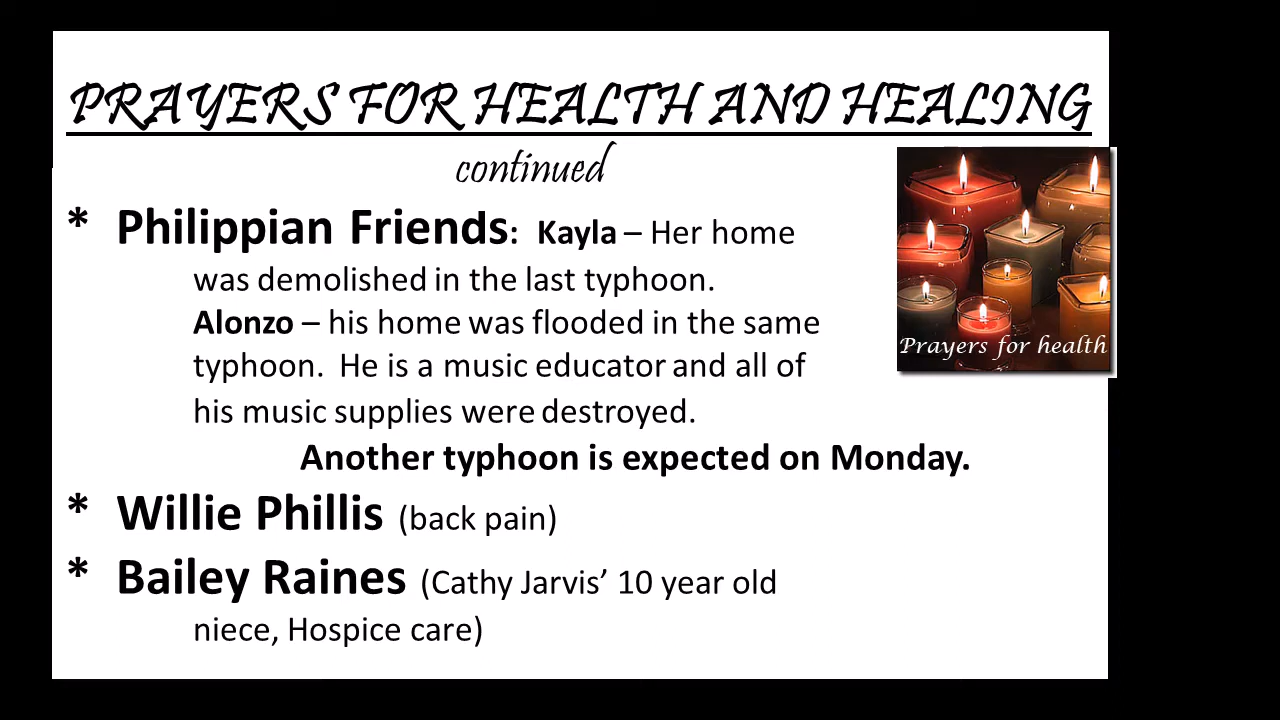 PRAYERS FOR HEALTH AND HEALING
continued
* Philippian Friends: Kayla – Her home
was demolished in the last typhoon.
Alonzo – his home was flooded in the same
typhoon. He is a music educator and all of
his music supplies were destroyed.
Another typhoon is expected on Monday.
* Willie Phillis (back pain)
* Bailey Raines (Cathy Jarvis’ 10 year old
niece, Hospice care)
Prayers for health